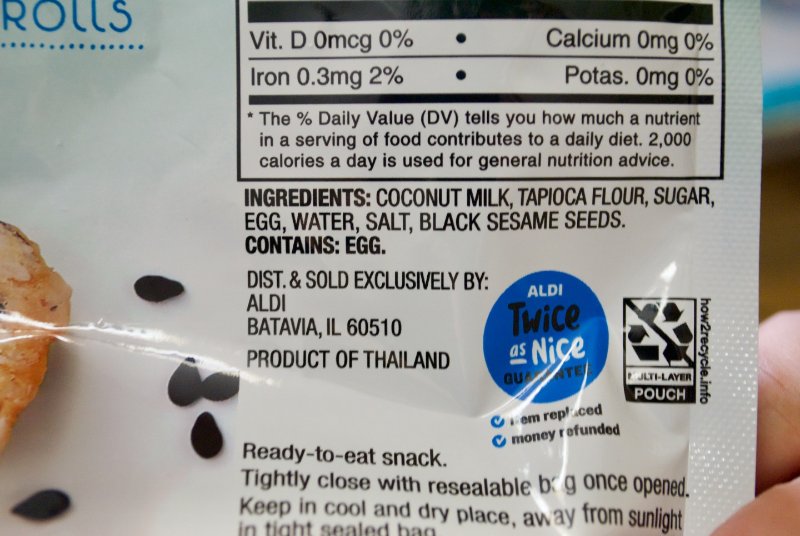 ROLLS
Vit. D 0mcg 0% • Calcium 0mg 0%
Iron 0.3mg 2% • Potas. 0mg 0%
* The % Daily Value (DV) tells you how much a nutrient
in a serving of food contributes to a daily diet. 2,000
calories a day is used for general nutrition advice.
INGREDIENTS: COCONUT MILK, TAPIOCA FLOUR, SUGAR,
EGG, WATER, SALT, BLACK SESAME SEEDS.
CONTAINS: EGG.
DIST. & SOLD EXCLUSIVELY BY:
ALDI
BATAVIA, IL 60510
PRODUCT OF THAILAND
ALDI
Twice
as Nice
GUARANTEE
item replaced
money refunded
MULTI-LAYER
POUCH
how2recycle.info
Ready-to-eat snack.
Tightly close with resealable bag once opened.
Keep in cool and dry place, away from sunlight
in tight sealed bag.